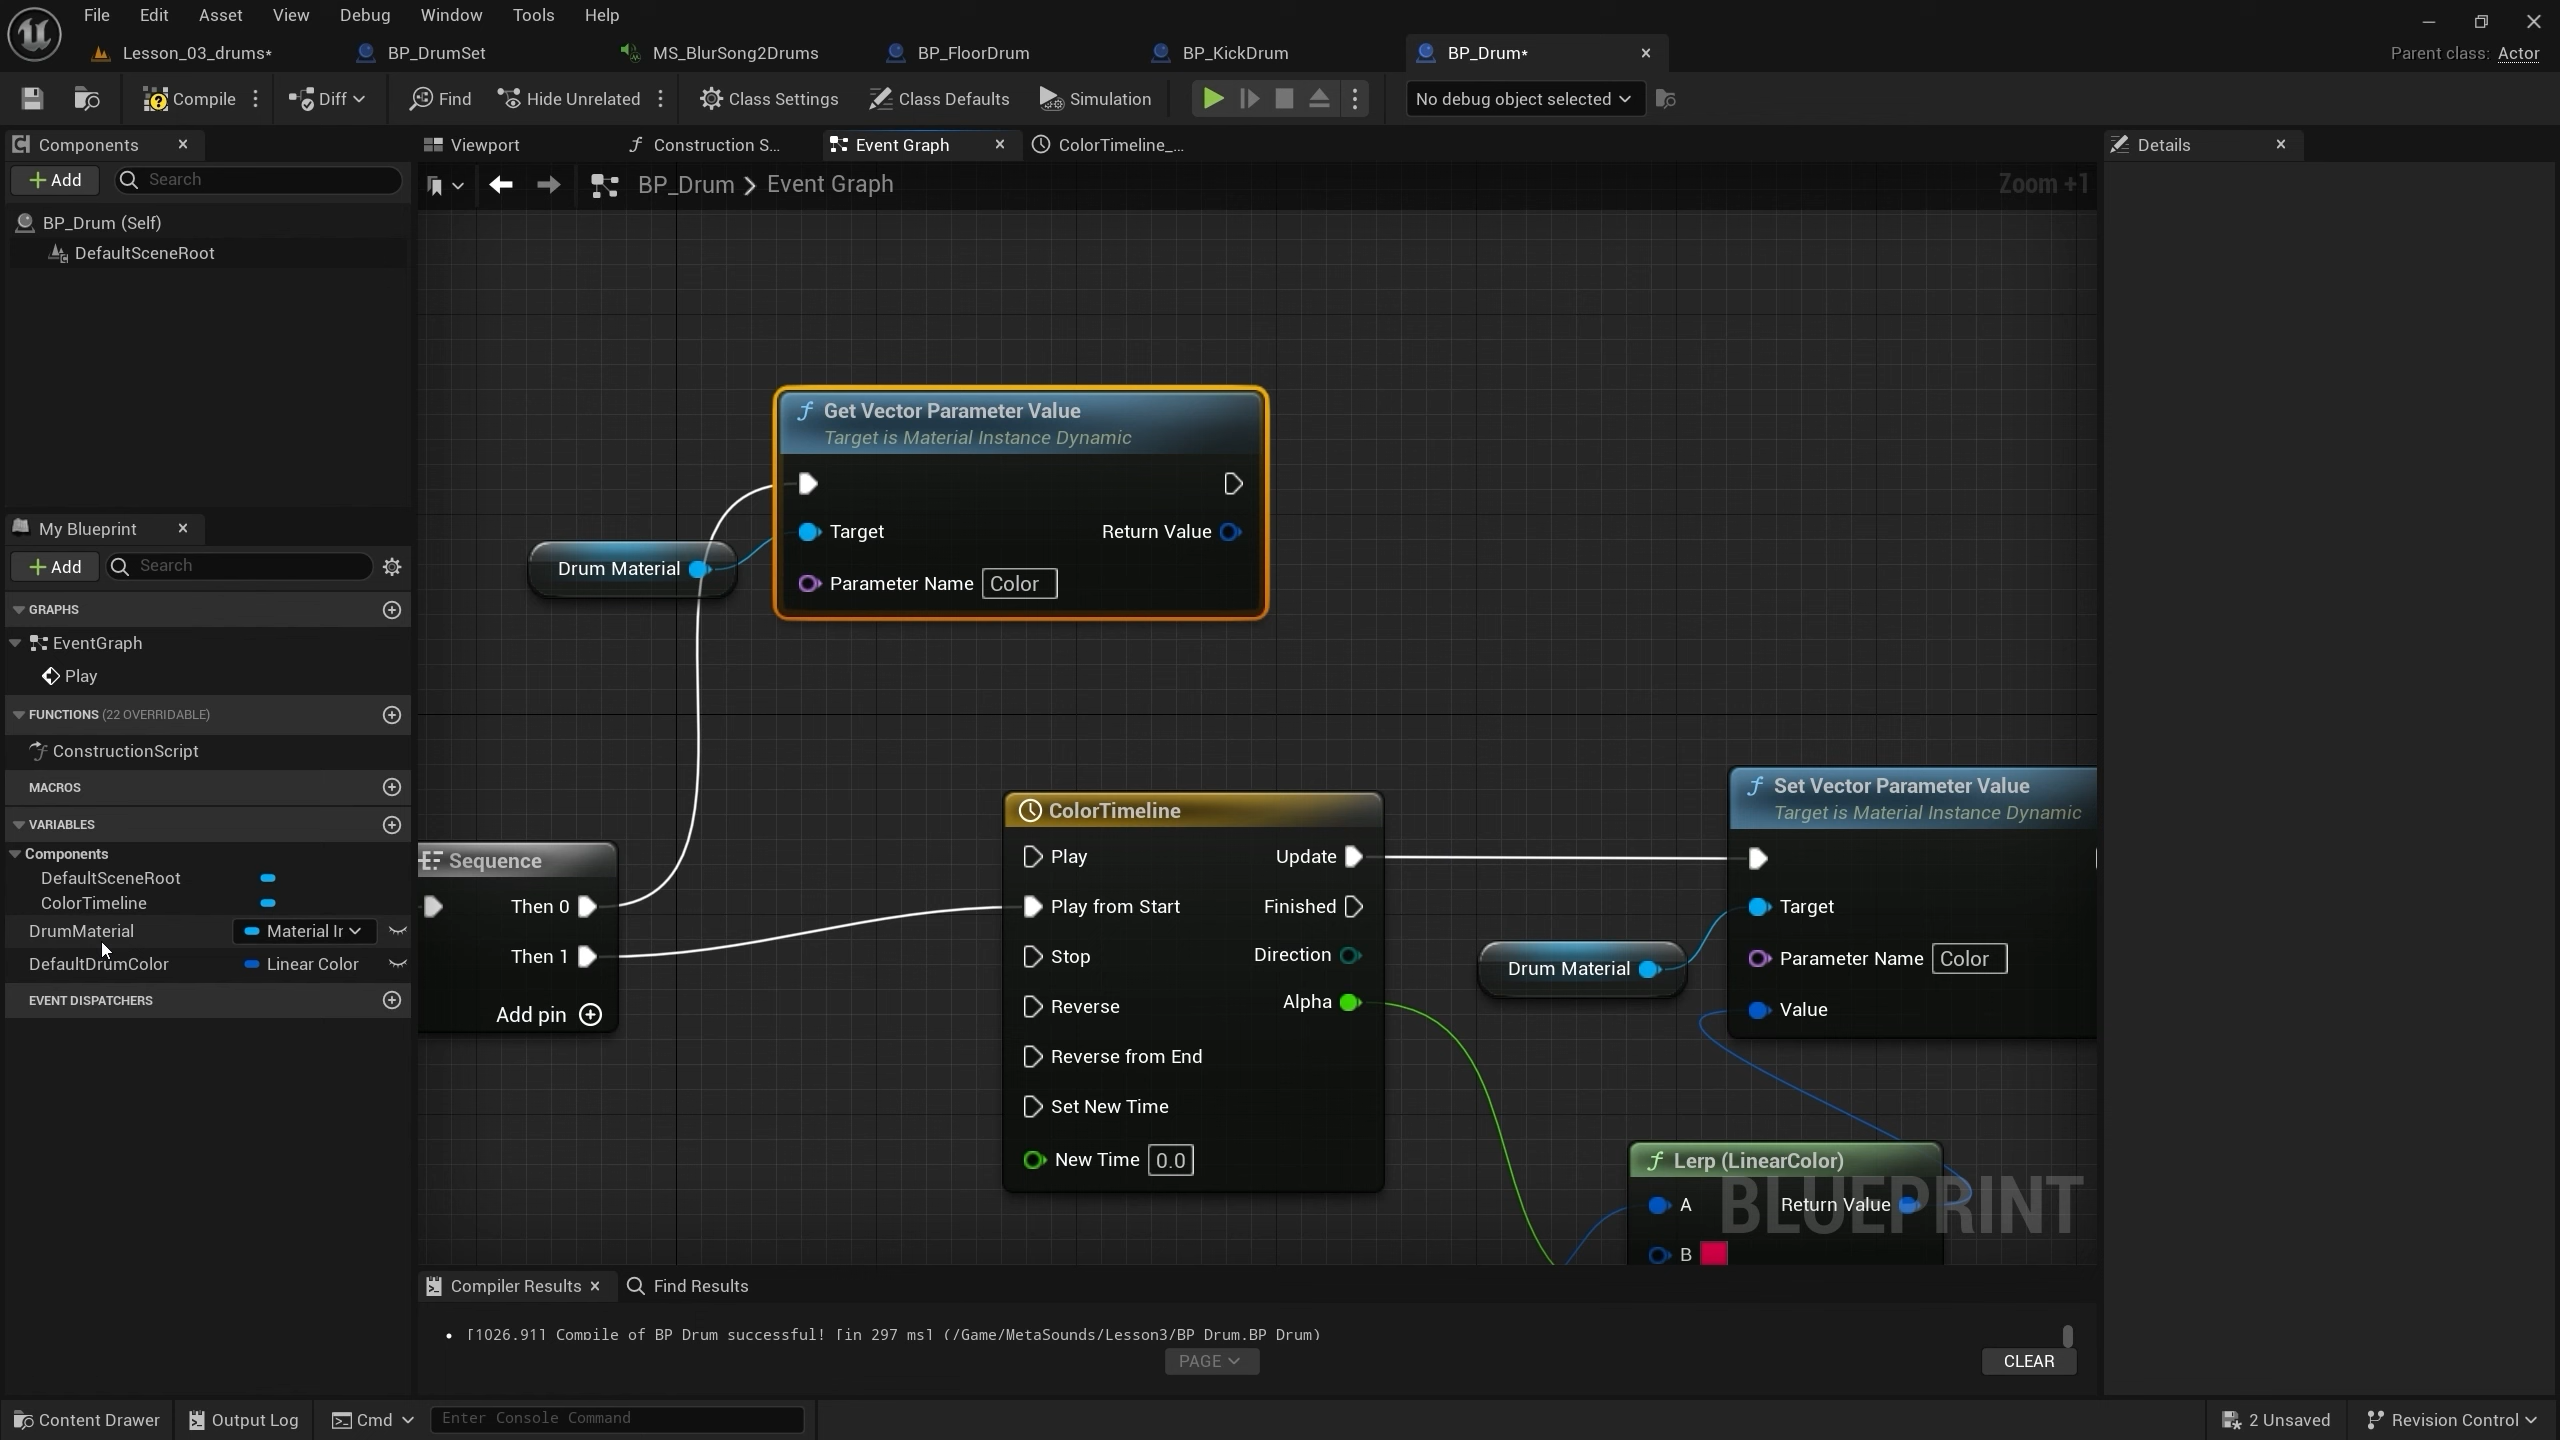 File Edit Asset View Debug Window Tools Help
Lesson_03_drums* BP_DrumSet MS_BlurSong2Drums BP_FloorDrum BP_KickDrum BP_Drum* Parent class: Actor
Compile Diff Find Hide Unrelated Class Settings Class Defaults Simulation No debug object selected
Components Viewport Construction S... Event Graph ColorTimeline_... Details
Add Search
BP_Drum > Event Graph Zoom +1
BP_Drum (Self)
DefaultSceneRoot
My Blueprint
Add Search
GRAPHS
EventGraph
Play
FUNCTIONS (22 OVERRIDABLE)
ConstructionScript
MACROS
VARIABLES
Components
DefaultSceneRoot
ColorTimeline
DrumMaterial Material Ir
DefaultDrumColor Linear Color
EVENT DISPATCHERS
Get Vector Parameter Value
Target is Material Instance Dynamic
Target Return Value
Parameter Name Color
Drum Material
Sequence
Then 0
Then 1
Add pin
ColorTimeline
Play Update
Play from Start Finished
Stop Direction
Reverse Alpha
Reverse from End
Set New Time
New Time 0.0
Set Vector Parameter Value
Target is Material Instance Dynamic
Target
Parameter Name Color
Value
Drum Material
Lerp (LinearColor)
A Return Value
B
BLUEPRINT
Compiler Results Find Results
[1026.91] Compile of BP_Drum successful! [in 297 ms] (/Game/MetaSounds/Lesson3/BP_Drum.BP_Drum)
PAGE CLEAR
Content Drawer Output Log Cmd Enter Console Command 2 Unsaved Revision Control